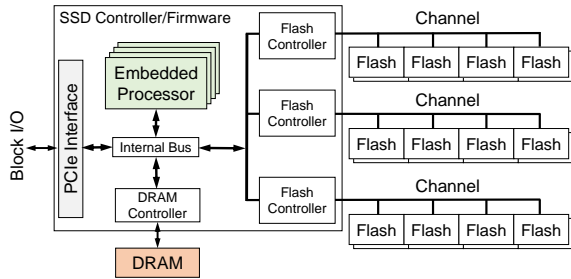 SSD Controller/Firmware
Block I/O
PCIe Interface
Embedded
Processor
Internal Bus
DRAM
Controller
DRAM
Flash
Controller
Channel
Flash Flash Flash Flash
Flash
Controller
Channel
Flash Flash Flash Flash
Flash
Controller
Channel
Flash Flash Flash Flash